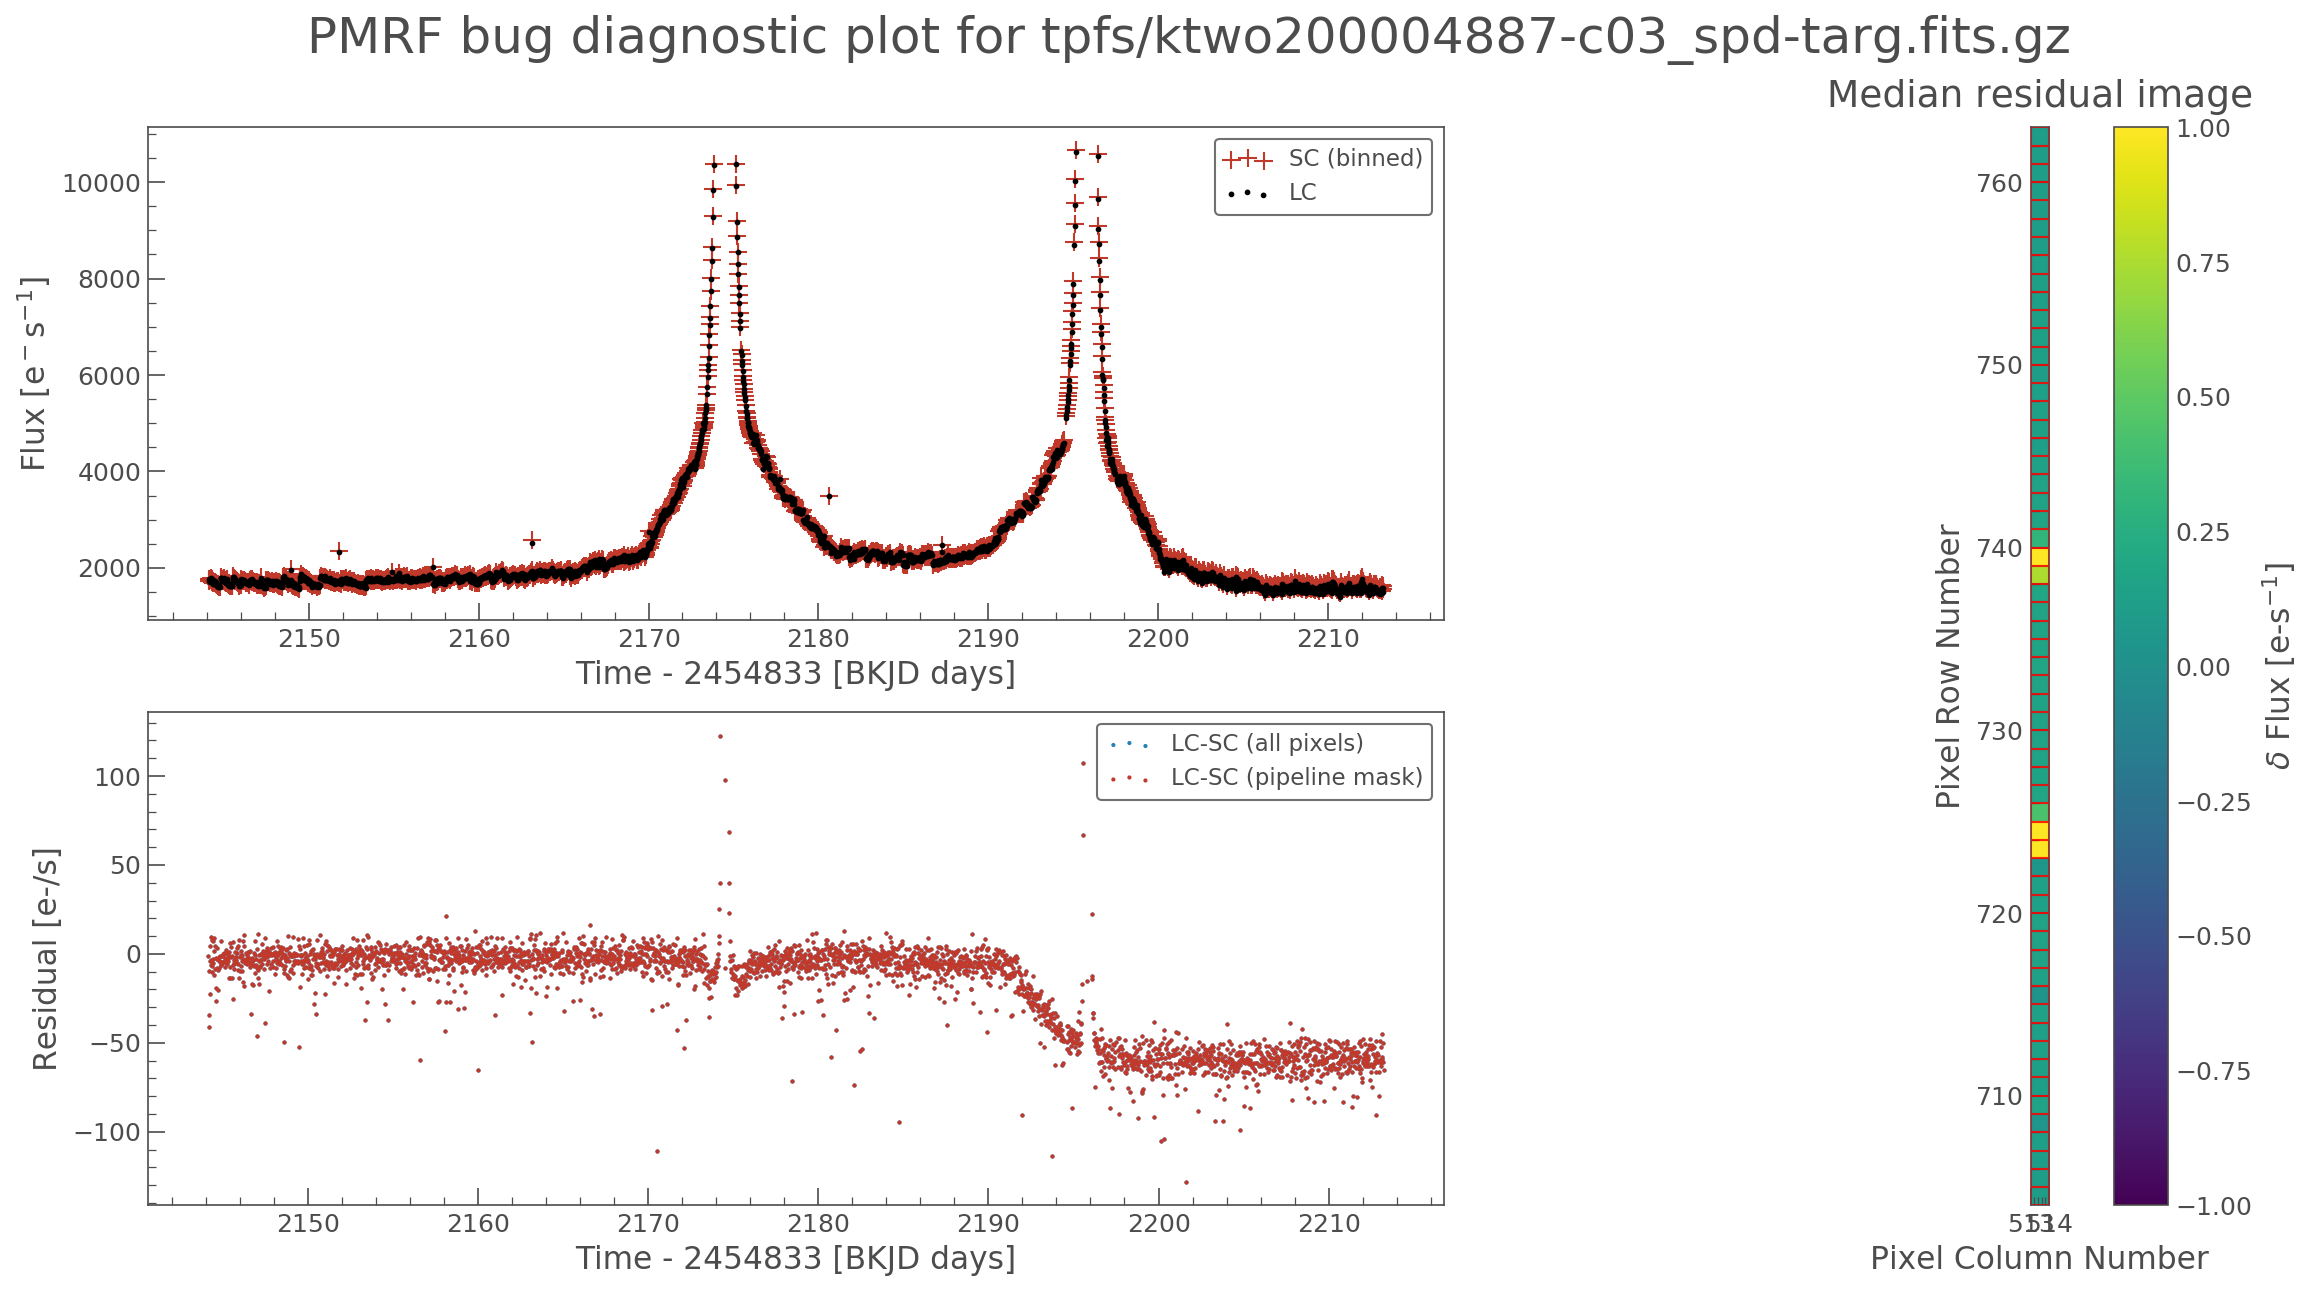 PMRF bug diagnostic plot for tpfs/ktwo200004887-c03_spd-targ.fits.gz
Median residual image
SC (binned)
LC
10000
8000
6000
4000
2000
Flux [e⁻ s⁻¹]
2150 2160 2170 2180 2190 2200 2210
Time - 2454833 [BKJD days]
LC-SC (all pixels)
LC-SC (pipeline mask)
100
50
0
−50
−100
Residual [e-/s]
2150 2160 2170 2180 2190 2200 2210
Time - 2454833 [BKJD days]
760
750
740
730
720
710
Pixel Row Number
513 514
Pixel Column Number
1.00
0.75
0.50
0.25
0.00
−0.25
−0.50
−0.75
−1.00
δ Flux [e-s⁻¹]